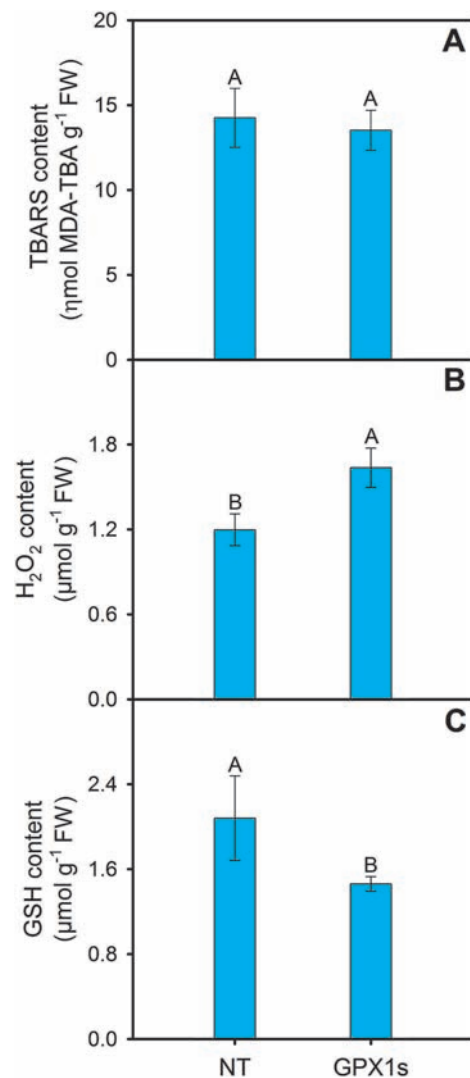 A
20
15
10
5
0
TBARS content
(ηmol MDA-TBA g⁻¹ FW)
A
A
B
1.8
1.2
0.6
0.0
H₂O₂ content
(µmol g⁻¹ FW)
B
A
C
2.4
1.6
0.8
0.0
GSH content
(µmol g⁻¹ FW)
A
B
NT GPX1s